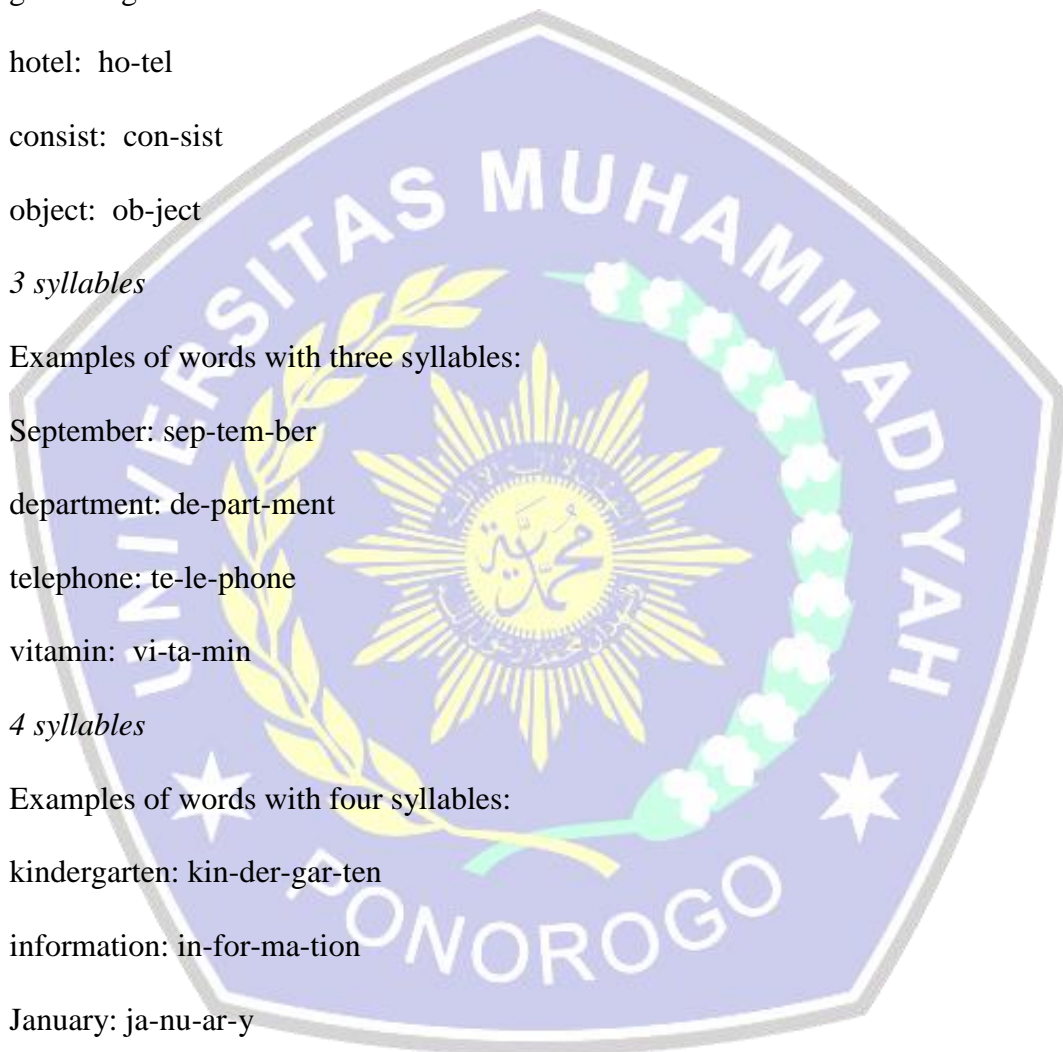 hotel: ho-tel
consist: con-sist
object: ob-ject
3 syllables
Examples of words with three syllables:
September: sep-tem-ber
department: de-part-ment
telephone: te-le-phone
vitamin: vi-ta-min
4 syllables
Examples of words with four syllables:
kindergarten: kin-der-gar-ten
information: in-for-ma-tion
January: ja-nu-ar-y
UNIVERSITAS MUHAMMADIYAH
PONOROGO